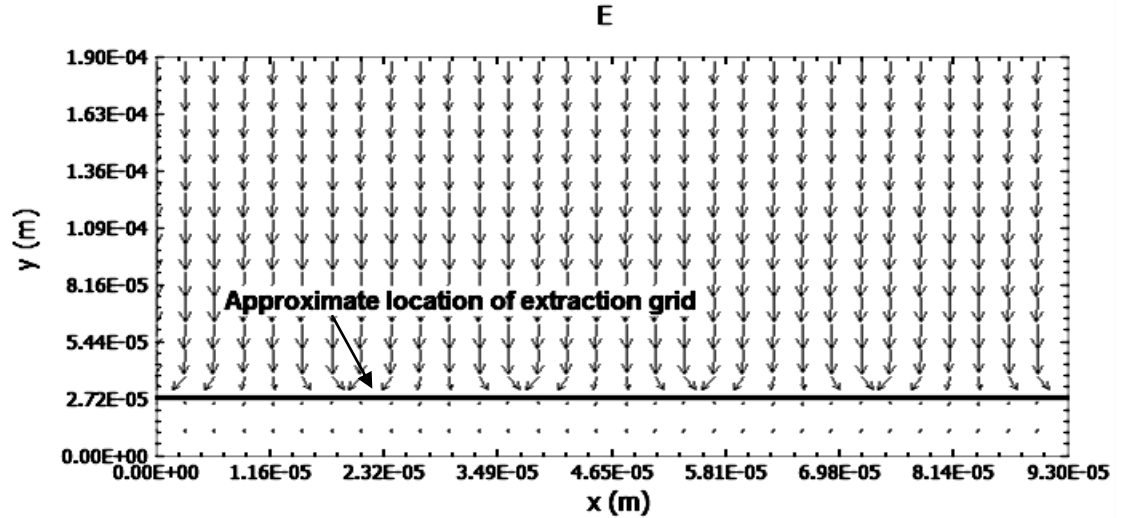 E
1.90E-04
1.63E-04
1.36E-04
1.09E-04
8.16E-05
5.44E-05
2.72E-05
0.00E+00
y (m)
Approximate location of extraction grid
0.00E+00 1.16E-05 2.32E-05 3.49E-05 4.65E-05 5.81E-05 6.98E-05 8.14E-05 9.30E-05
x (m)